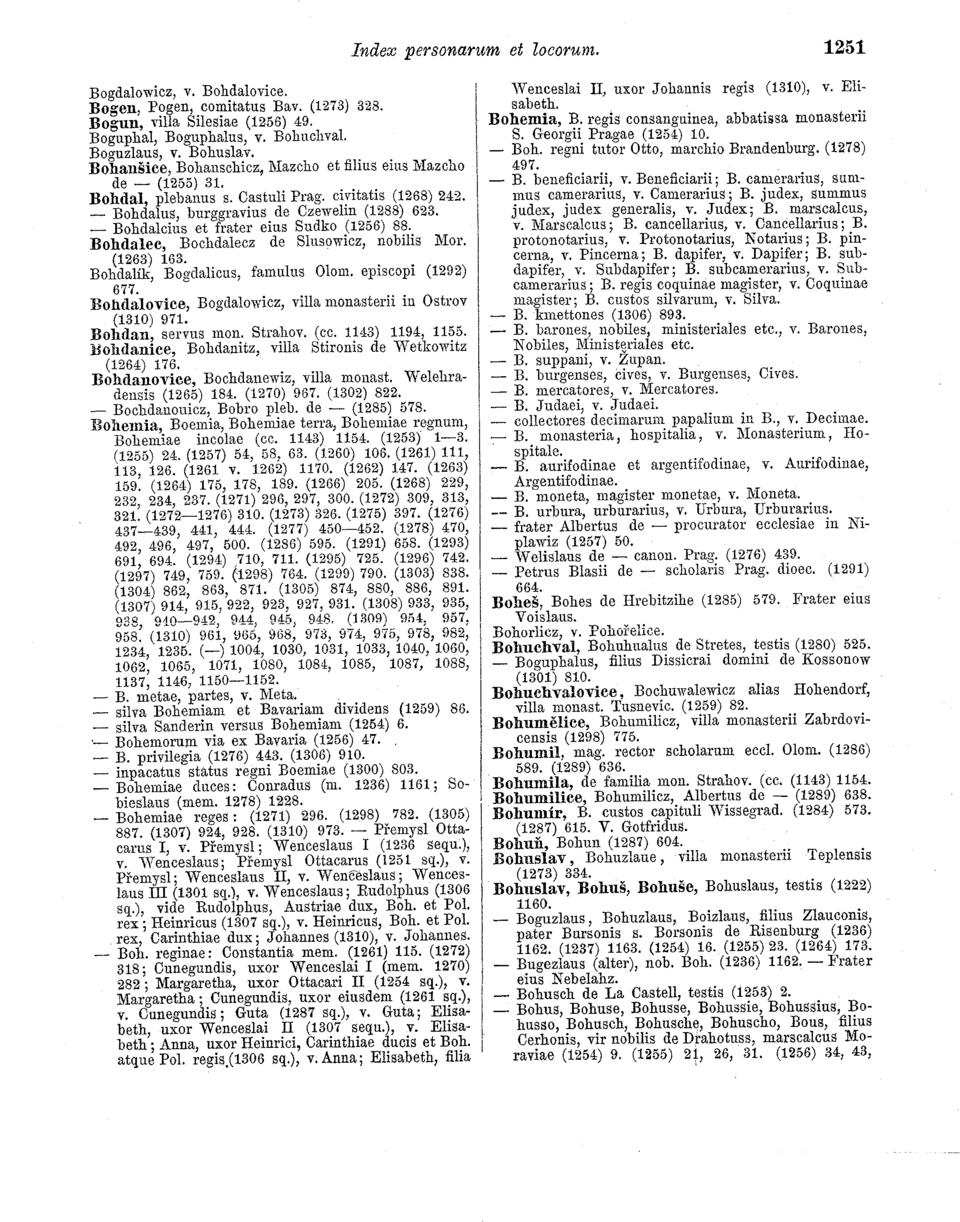 Index personarum et locorum.
1251
Bogdalowicz, v. Bohdalovice.
Bogen, Pogen, comitatus Bav. (1273) 328.
Bogun, villa Silesiae (1256) 49.
Boguphal, Boguphalus, v. Bohuchval.
Boguzlaus, v. Bohuslav.
Bohanšice, Bohanschicz, Mazcho et filius eius Mazcho
de — (1255) 31.
Bohdal, plebanus s. Castuli Prag. civitatis (1268) 242.
— Bohdalus, burggravius de Czewelin (1288) 623.
— Bohdalcius et frater eius Sudko (1256) 88.
Bohdalec, Bochdalecz de Slusowicz, nobilis Mor.
(1263) 163.
Bohdalík, Bogdalicus, famulus Olom. episcopi (1292)
677.
Bohdalovice, Bogdalowicz, villa monasterii in Ostrov
(1310) 971.
Bohdan, servus mon. Strahov. (cc. 1143) 1194, 1155.
Bohdanice, Bohdanitz, villa Stironis de Wetkowitz
(1264) 176.
Bohdanovice, Bochdanewiz, villa monast. Welehra-
densis (1265) 184. (1270) 967. (1302) 822.
— Bochdanouicz, Bobro pleb. de — (1285) 578.
Bohemia, Boemia, Bohemiae terra, Bohemiae regnum,
Bohemiae incolae (cc. 1143) 1154. (1253) 1—3.
(1255) 24. (1257) 54, 58, 63. (1260) 106. (1261) 111,
113, 126. (1261 v. 1262) 1170. (1262) 147. (1263)
159. (1264) 175, 178, 189. (1266) 205. (1268) 229,
232, 234, 237. (1271) 296, 297, 300. (1272) 309, 313,
321. (1272—1276) 310. (1273) 326. (1275) 397. (1276)
437—439, 441, 444. (1277) 450—452. (1278) 470,
492, 496, 497, 500. (1286) 595. (1291) 658. (1293)
691, 694. (1294) 710, 711. (1295) 725. (1296) 742.
(1297) 749, 759. (1298) 764. (1299) 790. (1303) 838.
(1304) 862, 863, 871. (1305) 874, 880, 886, 891.
(1307) 914, 915, 922, 923, 927, 931. (1308) 933, 935,
938, 940—942, 944, 945, 948. (1309) 954, 957,
958. (1310) 961, 965, 968, 973, 974, 975, 978, 982,
1234, 1235. (—) 1004, 1030, 1031, 1033, 1040, 1060,
1062, 1065, 1071, 1080, 1084, 1085, 1087, 1088,
1137, 1146, 1150—1152.
— B. metae, partes, v. Meta.
— silva Bohemiam et Bavariam dividens (1259) 86.
— silva Sanderin versus Bohemiam (1254) 6.
— Bohemorum via ex Bavaria (1256) 47.
— B. privilegia (1276) 443. (1306) 910.
— inpacatus status regni Boemiae (1300) 803.
— Bohemiae duces: Conradus (m. 1236) 1161; So-
bieslaus (mem. 1278) 1228.
— Bohemiae reges: (1271) 296. (1298) 782. (1305)
887. (1307) 924, 928. (1310) 973. — Přemysl Otta-
carus I, v. Přemysl; Wenceslaus I (1236 sequ.),
v. Wenceslaus; Přemysl Ottacarus (1251 sq.), v.
Přemysl; Wenceslaus II, v. Wenceslaus; Wences-
laus III (1301 sq.), v. Wenceslaus; Rudolphus (1306
sq.), vide Rudolphus, Austriae dux, Boh. et Pol.
rex; Heinricus (1307 sq.), v. Heinricus, Boh. et Pol.
rex, Carinthiae dux; Johannes (1310), v. Johannes.
— Boh. reginae: Constantia mem. (1261) 115. (1272)
318; Cunegundis, uxor Wenceslai I (mem. 1270)
282; Margaretha, uxor Ottacari II (1254 sq.), v.
Margaretha; Cunegundis, uxor eiusdem (1261 sq.),
v. Cunegundis; Guta (1287 sq.), v. Guta; Elisa-
beth, uxor Wenceslai II (1307 sequ.), v. Elisa-
beth; Anna, uxor Heinrici, Carinthiae ducis et Boh.
atque Pol. regis (1306 sq.), v. Anna; Elisabeth, filia
Wenceslai II, uxor Johannis regis (1310), v. Eli-
sabeth.
Bohemia, B. regis consanguinea, abbatissa monasterii
S. Georgii Pragae (1254) 10.
— Boh. regni tutor Otto, marchio Brandenburg. (1278)
497.
— B. beneficiarii, v. Beneficiarii; B. camerarius, sum-
mus camerarius, v. Camerarius; B. judex, summus
judex, judex generalis, v. Judex; B. marscalcus,
v. Marscalcus; B. cancellarius, v. Cancellarius; B.
protonotarius, v. Protonotarius, Notarius; B. pin-
cerna, v. Pincerna; B. dapifer, v. Dapifer; B. sub-
dapifer, v. Subdapifer; B. subcamerarius, v. Sub-
camerarius; B. regis coquinae magister, v. Coquinae
magister; B. custos silvarum, v. Silva.
— B. kmettones (1306) 893.
— B. barones, nobiles, ministeriales etc., v. Barones,
Nobiles, Ministeriales etc.
— B. suppani, v. Župan.
— B. burgenses, cives, v. Burgenses, Cives.
— B. mercatores, v. Mercatores.
— B. Judaei, v. Judaei.
— collectores decimarum papalium in B., v. Decimae.
— B. monasteria, hospitalia, v. Monasterium, Ho-
spitale.
— B. aurifodinae et argentifodinae, v. Aurifodinae,
Argentifodinae.
— B. moneta, magister monetae, v. Moneta.
— B. urbura, urburarius, v. Urbura, Urburarius.
— frater Albertus de — procurator ecclesiae in Ni-
plawiz (1257) 50.
— Welislaus de — canon. Prag. (1276) 439.
— Petrus Blasii de — scholaris Prag. dioec. (1291)
664.
Boheš, Bohes de Hrebitzihe (1285) 579. Frater eius
Voislaus.
Bohorlicz, v. Pohořelice.
Bohuchval, Bohuhualus de Stretes, testis (1280) 525.
— Boguphalus, filius Dissicrai domini de Kossonow
(1301) 810.
Bohuchvalovice, Bochuwalewicz alias Hohendorf,
villa monast. Tusnevic. (1259) 82.
Bohumělice, Bohumilicz, villa monasterii Zabrdovi-
censis (1298) 775.
Bohumil, mag. rector scholarum eccl. Olom. (1286)
589. (1289) 636.
Bohumila, de familia mon. Strahov. (cc. (1143) 1154.
Bohumilice, Bohumilicz, Albertus de — (1289) 638.
Bohumír, B. custos capituli Wissegrad. (1284) 573.
(1287) 615. V. Gotfridus.
Bohuň, Bohun (1287) 604.
Bohuslav, Bohuzlaue, villa monasterii Teplensis
(1273) 334.
Bohuslav, Bohuš, Bohuše, Bohuslaus, testis (1222)
1160.
— Boguzlaus, Bohuzlaus, Boizlaus, filius Zlauconis,
pater Bursonis s. Borsonis de Risenburg (1236)
1162. (1237) 1163. (1254) 16. (1255) 23. (1264) 173.
— Bugezlaus (alter), nob. Boh. (1236) 1162. — Frater
eius Nebelahz.
— Bohusch de La Castell, testis (1253) 2.
— Bohus, Bohuse, Bohusse, Bohussie, Bohussius, Bo-
husso, Bohusch, Bohusche, Bohuscho, Bous, filius
Cerhonis, vir nobilis de Drahotuss, marscalcus Mo-
raviae (1254) 9. (1255) 21, 26, 31. (1256) 34, 43,